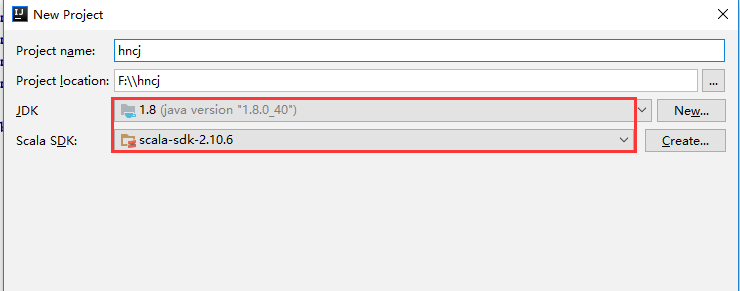 New Project
Project name: hncj
Project location: F:\\hncj ...
JDK 1.8 (java version "1.8.0_40") New...
Scala SDK: scala-sdk-2.10.6 Create...